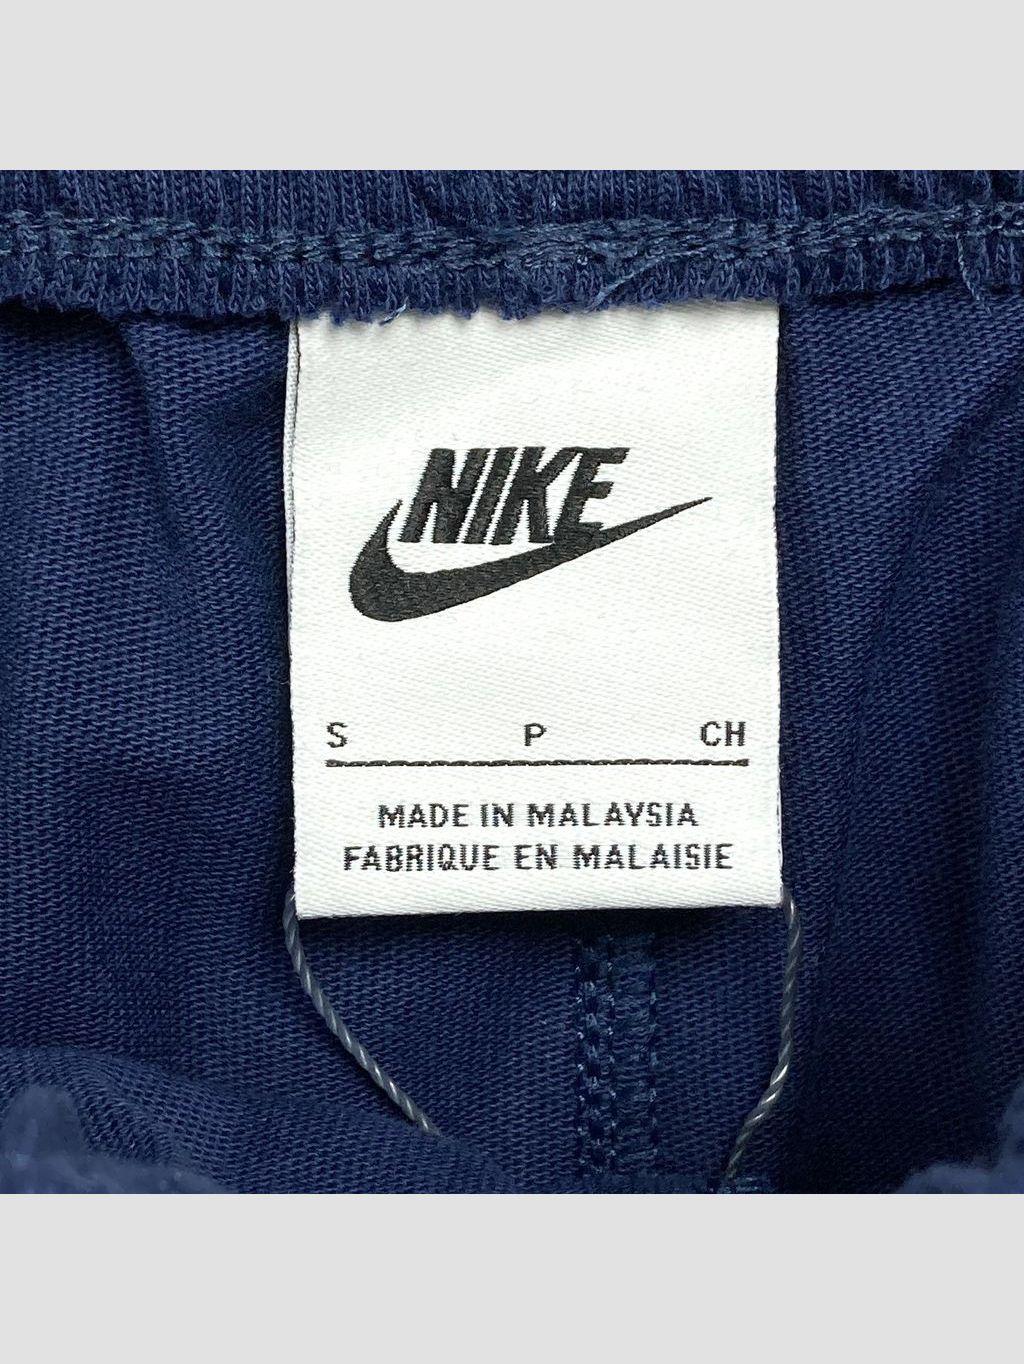 NIKE
S P CH
MADE IN MALAYSIA
FABRIQUE EN MALAISIE